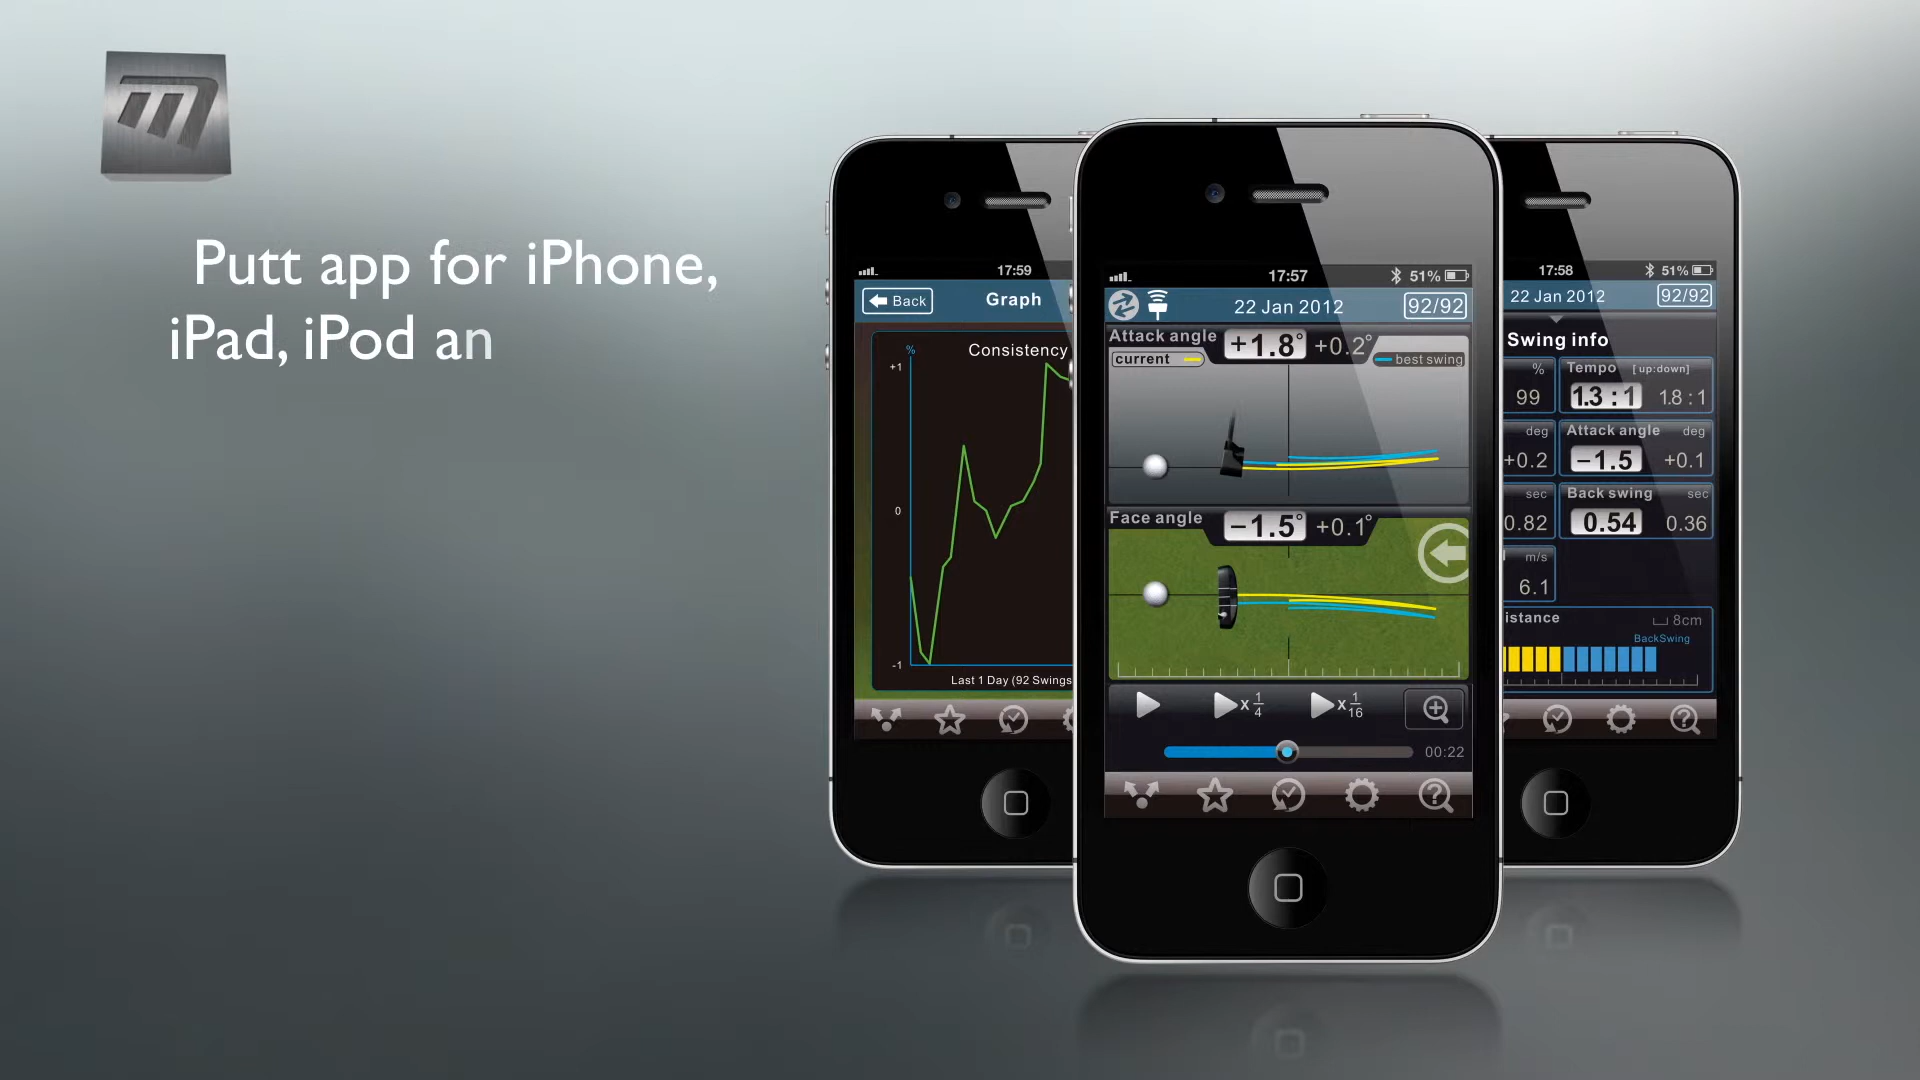 Putt app for iPhone,
iPad, iPod an
17:59
Back
Graph
%
Consistency
+1
0
-1
Last 1 Day (92 Swings
17:57
51%
22 Jan 2012
92/92
Attack angle
+1.8° +0.2°
current
best swing
Face angle
−1.5° +0.1°
x 1/4
x 1/16
00:22
17:58
51%
22 Jan 2012
92/92
Swing info
%
99
Tempo [up:down]
1.3 : 1 1.8 : 1
deg
+0.2
Attack angle deg
−1.5 +0.1
sec
0.82
Back swing sec
0.54 0.36
m/s
6.1
istance
8cm
BackSwing